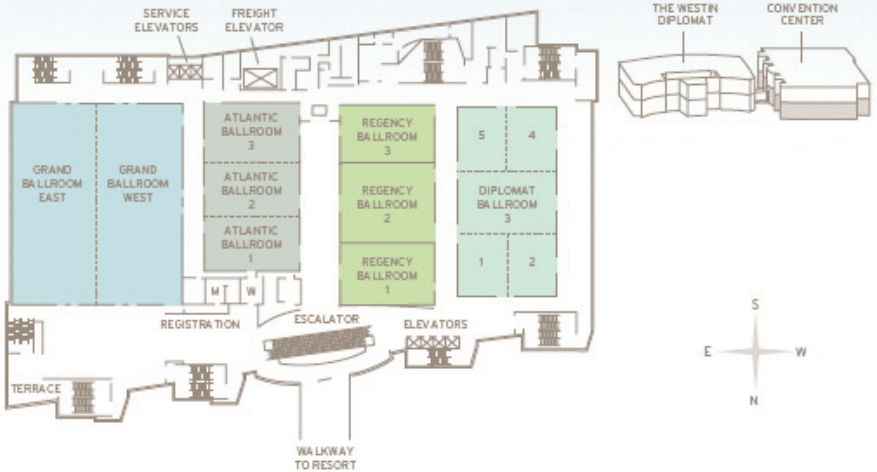 SERVICE
ELEVATORS
FREIGHT
ELEVATOR
THE WESTIN
DIPLOMAT
CONVENTION
CENTER
GRAND
BALLROOM
EAST
GRAND
BALLROOM
WEST
ATLANTIC
BALLROOM
3
ATLANTIC
BALLROOM
2
ATLANTIC
BALLROOM
1
REGENCY
BALLROOM
3
REGENCY
BALLROOM
2
REGENCY
BALLROOM
1
5
4
DIPLOMAT
BALLROOM
3
1
2
M
W
REGISTRATION
ESCALATOR
ELEVATORS
TERRACE
WALKWAY
TO RESORT
S
E
W
N